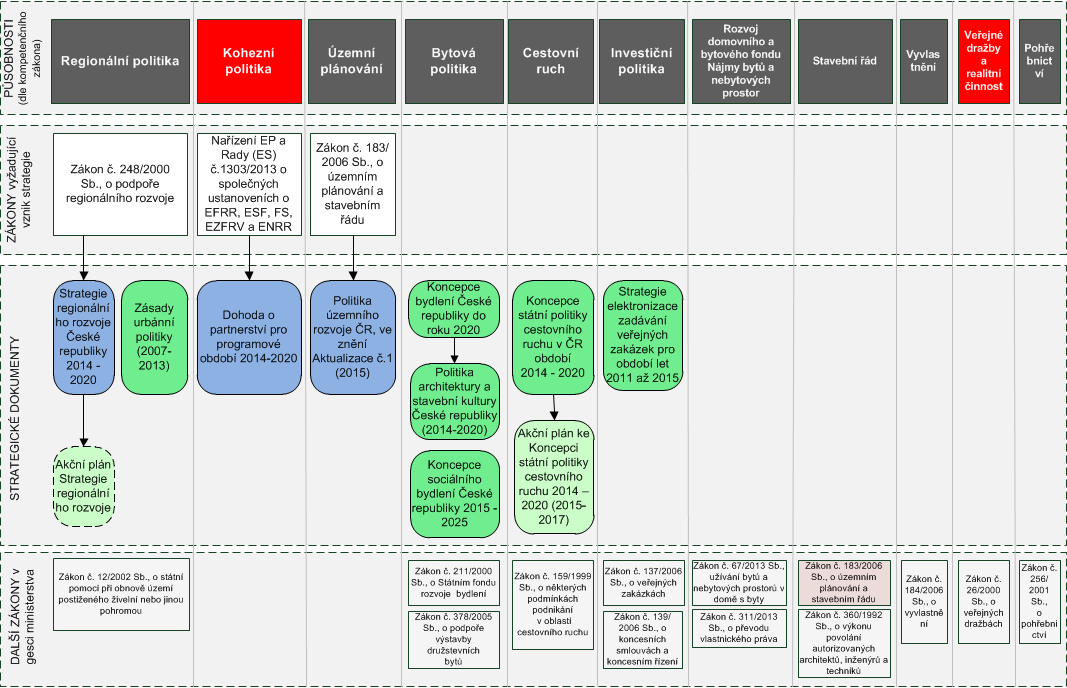 PŮSOBNOSTI
(dle kompetenčního
zákona)
Regionální politika
Kohezní
politika
Územní
plánování
Bytová
politika
Cestovní
ruch
Investiční
politika
Rozvoj
domovního a
bytového fondu
Nájmy bytů a
nebytových
prostor
Stavební řád
Vyvlas
tnění
Veřejné
dražby
a
realitní
činnost
Pohře
bnict
ví
ZÁKONY vyžadující
vznik strategie
Zákon č. 248/2000
Sb., o podpoře
regionálního rozvoje
Nařízení EP a
Rady (ES)
č.1303/2013 o
společných
ustanoveních o
EFRR, ESF, FS,
EZFRV a ENRR
Zákon č. 183/
2006 Sb., o
územním
plánování a
stavebním
řádu
STRATEGICKÉ DOKUMENTY
Strategie
regionální
ho rozvoje
České
republiky
2014 -
2020
Zásady
urbánní
politiky
(2007-
2013)
Dohoda o
partnerství pro
programové
období 2014-2020
Politika
územního
rozvoje ČR, ve
znění
Aktualizace č.1
(2015)
Koncepce
bydlení České
republiky do
roku 2020
Koncepce
státní politiky
cestovního
ruchu v ČR
období
2014 - 2020
Strategie
elektronizace
zadávání
veřejných
zakázek pro
období let
2011 až 2015
Politika
architektury a
stavební kultury
České republiky
(2014-2020)
Akční plán
Strategie
regionální
ho rozvoje
Koncepce
sociálního
bydlení České
republiky 2015 -
2025
Akční plán ke
Koncepci
státní politiky
cestovního
ruchu 2014 –
2020 (2015-
2017)
DALŠÍ ZÁKONY v
gesci ministerstva
Zákon č. 12/2002 Sb., o státní
pomoci při obnově území
postiženého živelní nebo jinou
pohromou
Zákon č. 211/2000
Sb., o Státním fondu
rozvoje bydlení
Zákon č. 378/2005
Sb., o podpoře
výstavby
družstevních
bytů
Zákon č. 159/1999
Sb., o některých
podmínkách
podnikání
v oblasti
cestovního ruchu
Zákon č. 137/2006
Sb., o veřejných
zakázkách
Zákon č. 139/
2006 Sb., o
koncesních
smlouvách a
koncesním řízení
Zákon č. 67/2013 Sb.,
užívání bytů a
nebytových prostorů v
domě s byty
Zákon č. 311/2013
Sb., o převodu
vlastnického práva
Zákon č. 183/2006
Sb., o územním
plánování a
stavebním řádu
Zákon č. 360/1992
Sb., o výkonu
povolání
autorizovaných
architektů, inženýrů a
techniků
Zákon č.
184/2006
Sb., o
vyvlastně
ní
Zákon č.
26/2000
Sb., o
veřejných
dražbách
Zákon č.
256/
2001
Sb.,
o
pohřebni
ctví